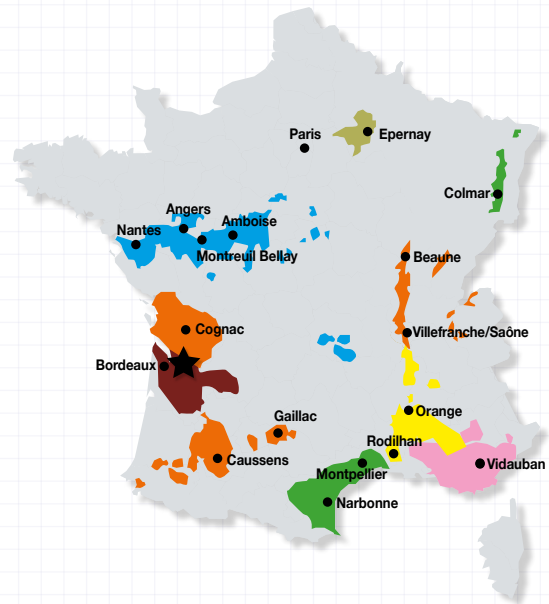 Paris
Epernay
Colmar
Angers
Nantes
Amboise
Montreuil Bellay
Beaune
Cognac
Villefranche/Saône
Bordeaux
Gaillac
Orange
Rodilhan
Caussens
Montpellier
Vidauban
Narbonne